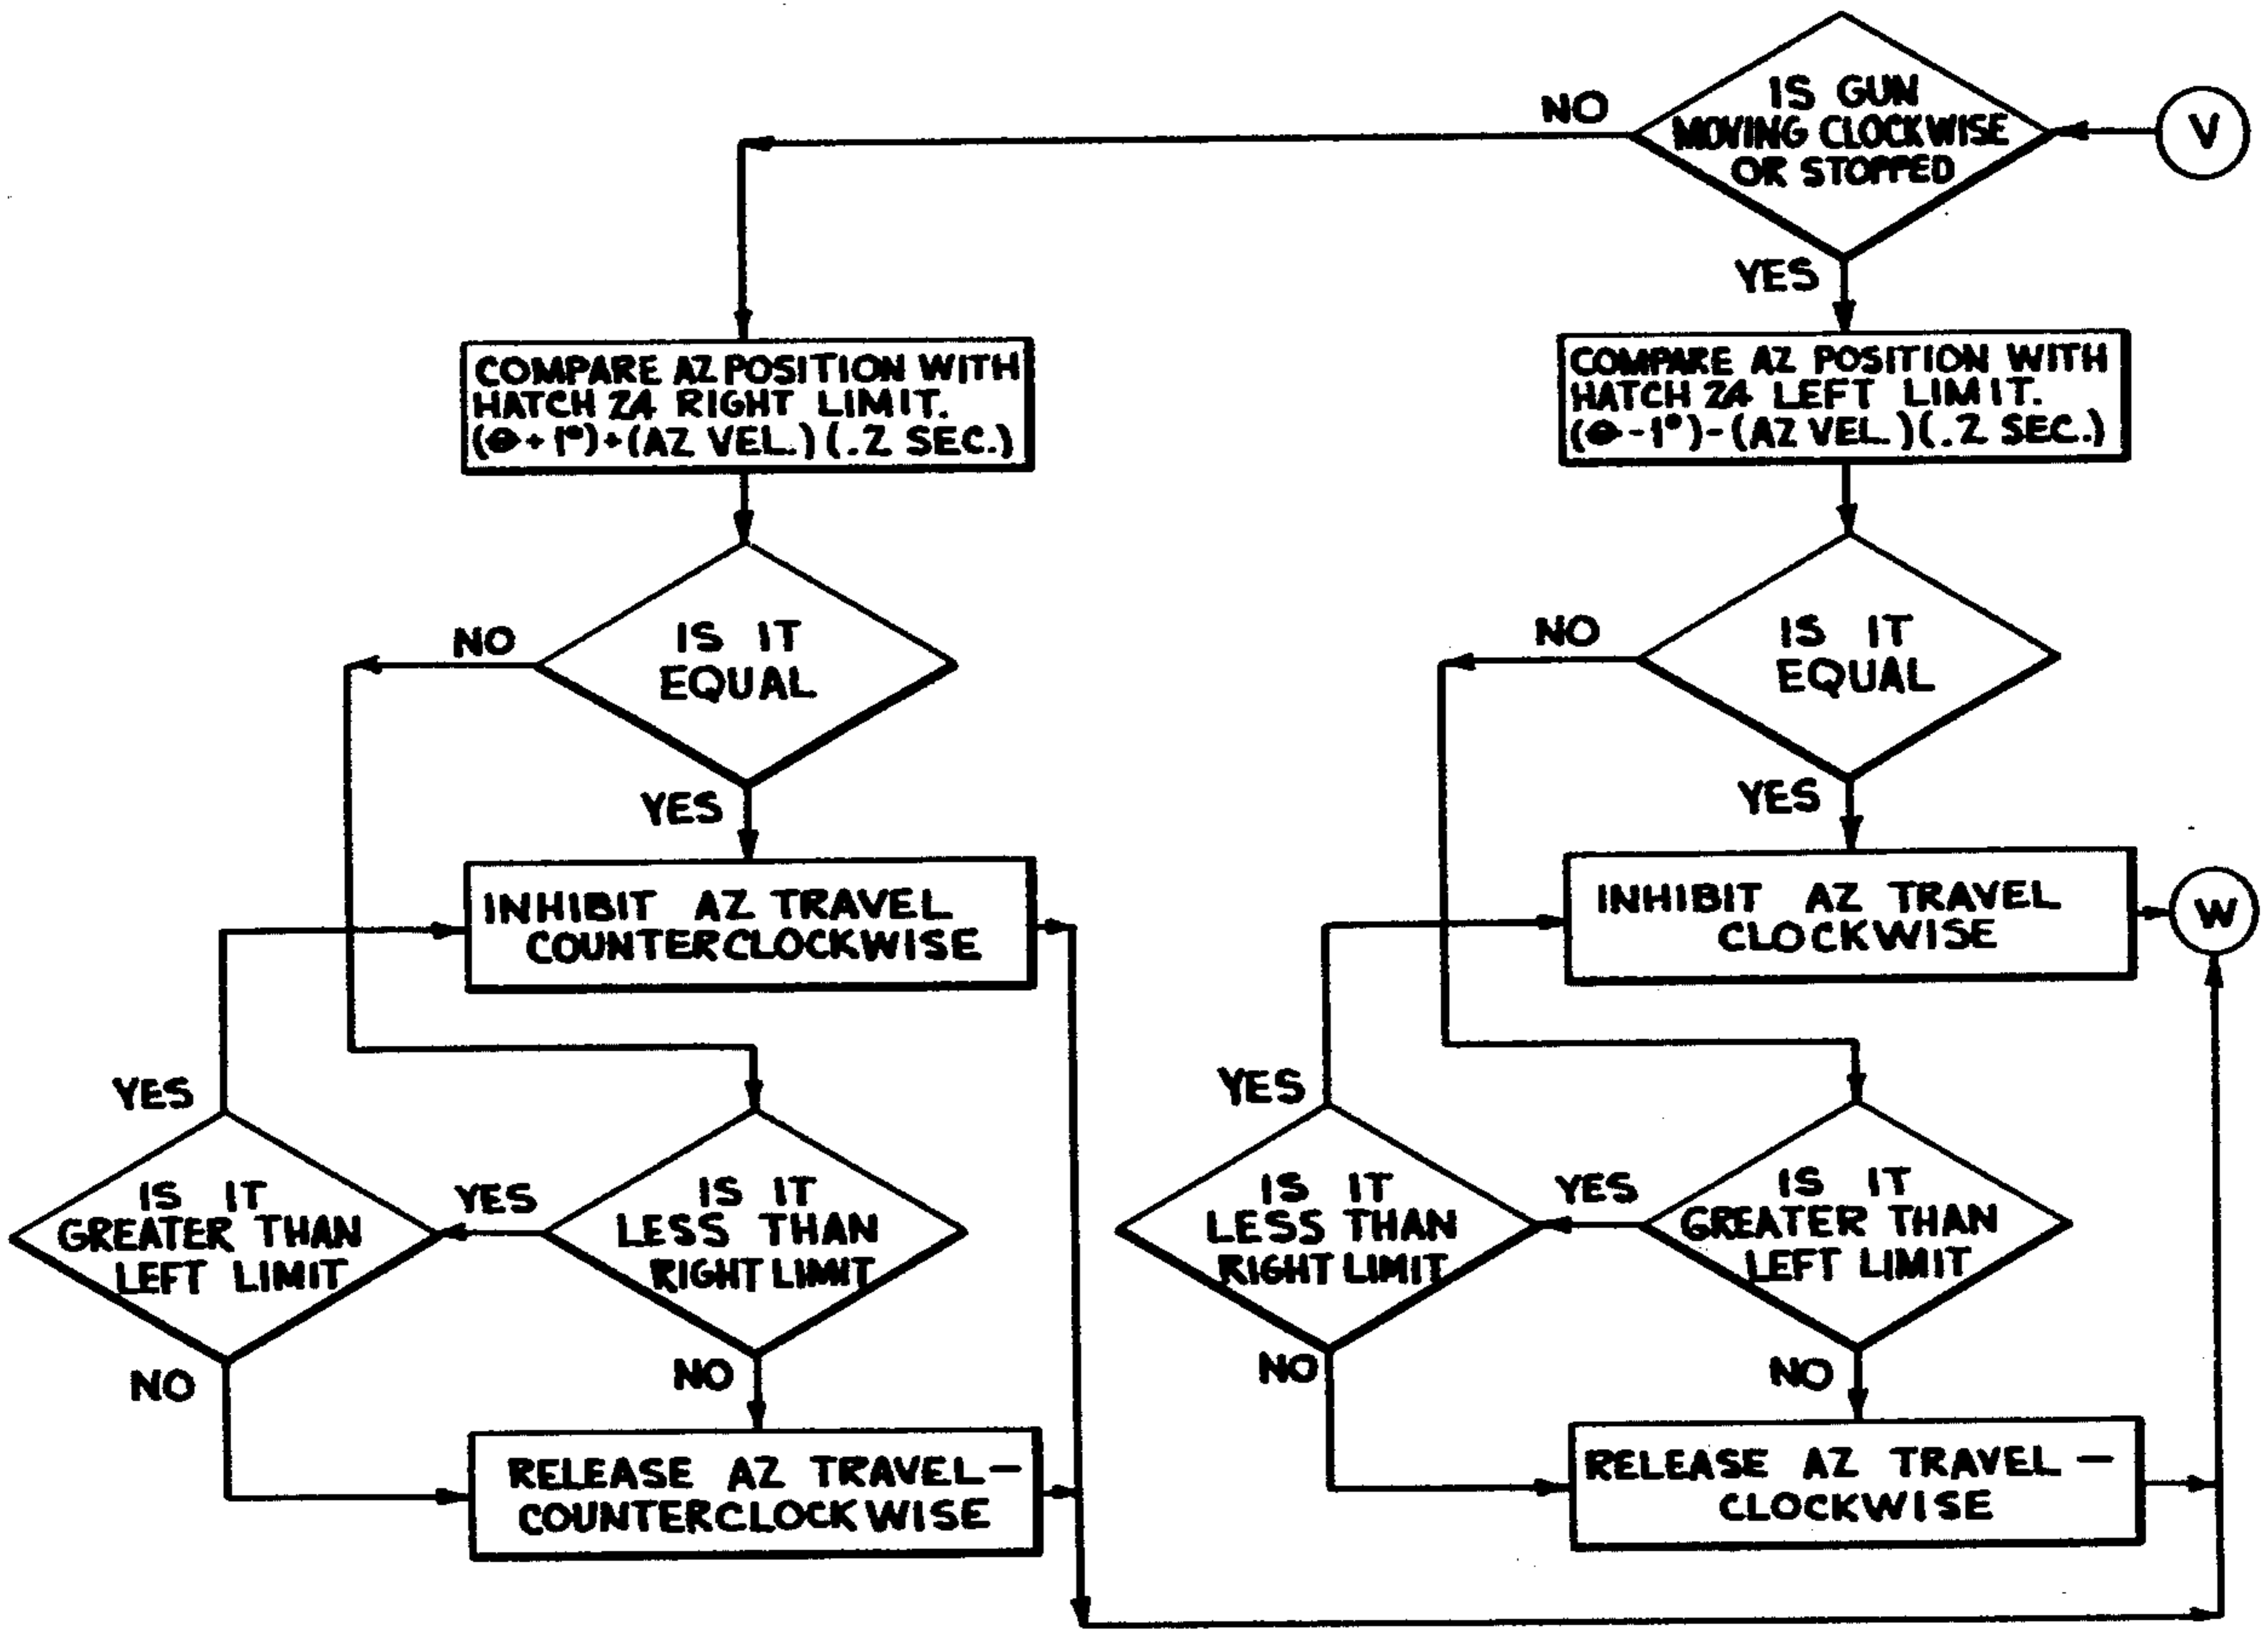 IS GUN
MOVING CLOCKWISE
OR STOPPED
V
NO
YES
COMPARE AZ POSITION WITH
HATCH 24 RIGHT LIMIT.
(Θ+1°)+(AZ VEL.)(.2 SEC.)
COMPARE AZ POSITION WITH
HATCH 24 LEFT LIMIT.
(Θ-1°)-(AZ VEL.)(.2 SEC.)
NO
IS IT
EQUAL
YES
NO
IS IT
EQUAL
YES
INHIBIT AZ TRAVEL
COUNTERCLOCKWISE
INHIBIT AZ TRAVEL
CLOCKWISE
W
YES
IS IT
GREATER THAN
LEFT LIMIT
NO
YES
IS IT
LESS THAN
RIGHT LIMIT
NO
YES
IS IT
LESS THAN
RIGHT LIMIT
NO
YES
IS IT
GREATER THAN
LEFT LIMIT
NO
RELEASE AZ TRAVEL—
COUNTERCLOCKWISE
RELEASE AZ TRAVEL—
CLOCKWISE